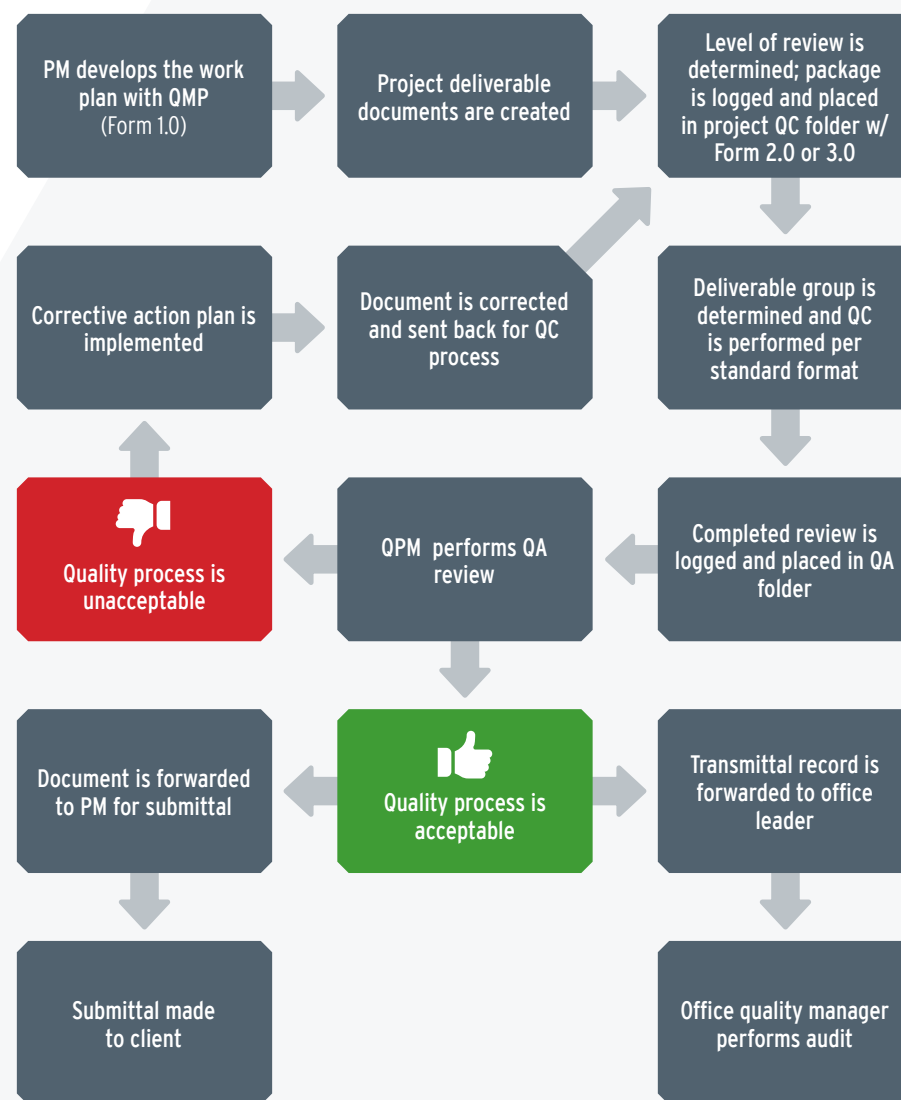 PM develops the work
plan with QMP
(Form 1.0)
Project deliverable
documents are created
Level of review is
determined; package
is logged and placed
in project QC folder w/
Form 2.0 or 3.0
Corrective action plan is
implemented
Document is corrected
and sent back for QC
process
Deliverable group is
determined and QC
is performed per
standard format
Quality process is
unacceptable
QPM performs QA
review
Completed review is
logged and placed in QA
folder
Document is forwarded
to PM for submittal
Quality process is
acceptable
Transmittal record is
forwarded to office
leader
Submittal made
to client
Office quality manager
performs audit